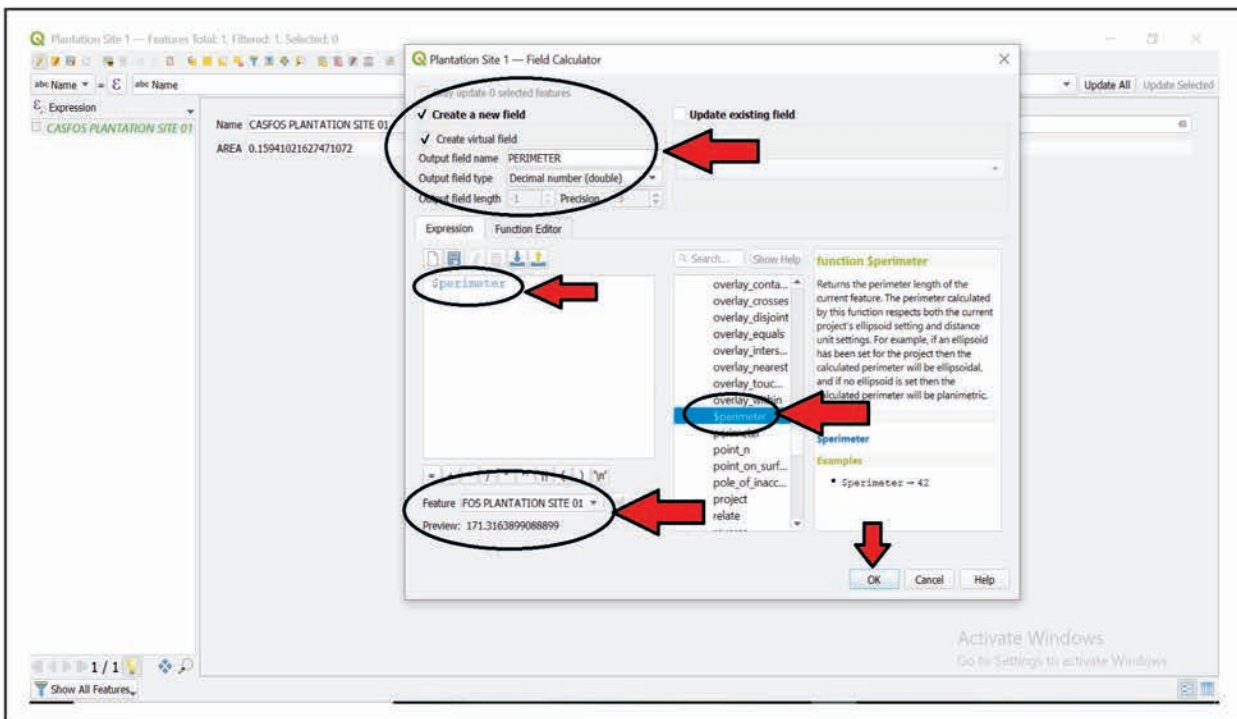 Plantation Site 1 — Features Total: 1, Filtered: 1, Selected: 0
abc Name = ε abc Name
Update All Update Selected
Expression
CASFOS PLANTATION SITE 01
Name CASFOS PLANTATION SITE 01
AREA 0.15941021627471072
Plantation Site 1 — Field Calculator
Only update 0 selected features
✓ Create a new field
Update existing field
✓ Create virtual field
Output field name PERIMETER
Output field type Decimal number (double)
Output field length -1 Precision
Expression Function Editor
Search... Show Help
$perimeter
overlay_conta...
overlay_crosses
overlay_disjoint
overlay_equals
overlay_inters...
overlay_nearest
overlay_touc...
overlay_within
$perimeter
perimeter
point_n
point_on_surf...
pole_of_inacc...
project
relate
function $perimeter
Returns the perimeter length of the
current feature. The perimeter calculated
by this function respects both the current
project's ellipsoid setting and distance
unit settings. For example, if an ellipsoid
has been set for the project then the
calculated perimeter will be ellipsoidal,
and if no ellipsoid is set then the
calculated perimeter will be planimetric.
$perimeter
Examples
• $perimeter → 42
= + - / * ^ || ( ) '\n'
Feature FOS PLANTATION SITE 01
Preview: 171.3163899088899
OK Cancel Help
Activate Windows
Go to Settings to activate Windows.
1 / 1
Show All Features